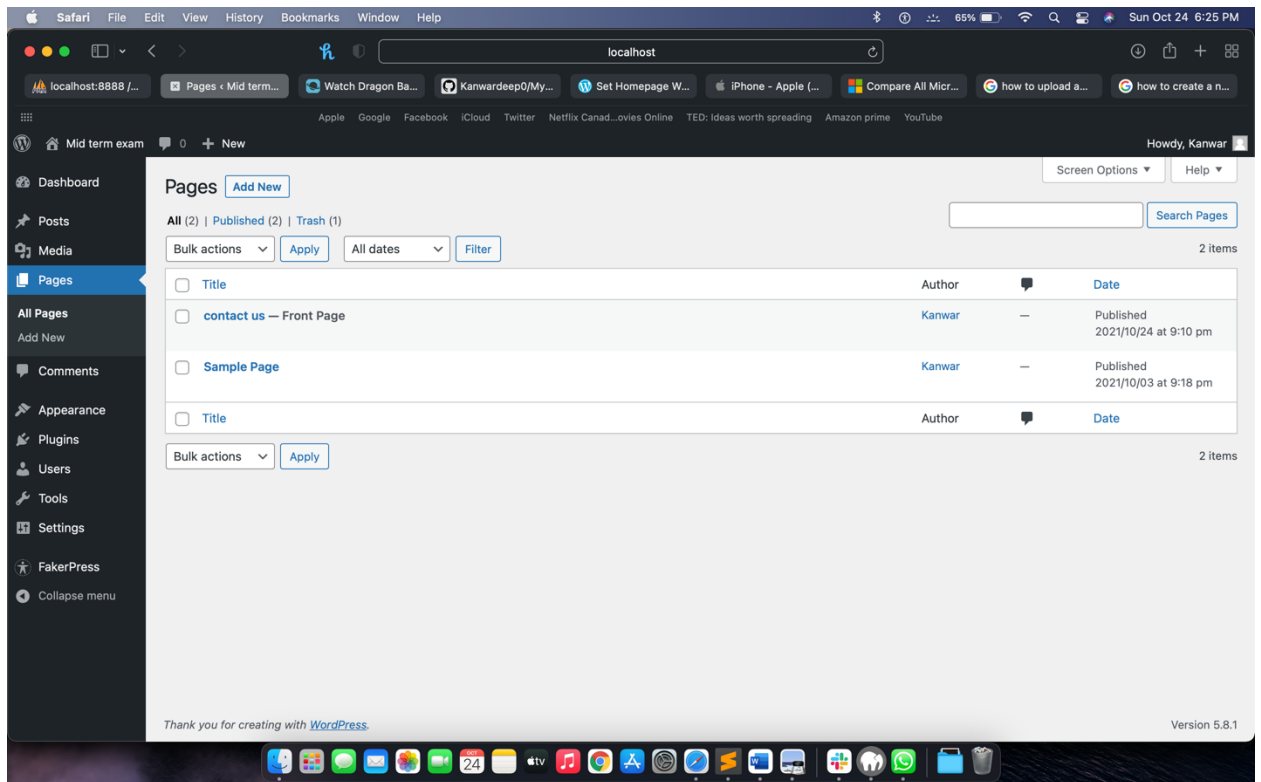 Safari File Edit View History Bookmarks Window Help 65% Sun Oct 24 6:25 PM
localhost
localhost:8888 /... Pages ‹ Mid term... Watch Dragon Ba... Kanwardeep0/My... Set Homepage W... iPhone - Apple (... Compare All Micr... how to upload a... how to create a n...
Apple Google Facebook iCloud Twitter Netflix Canad...ovies Online TED: Ideas worth spreading Amazon prime YouTube
Mid term exam 0 + New Howdy, Kanwar
Screen Options ▼ Help ▼
Dashboard
Posts
Media
Pages
All Pages
Add New
Comments
Appearance
Plugins
Users
Tools
Settings
FakerPress
Collapse menu
Pages Add New
All (2) | Published (2) | Trash (1)
Search Pages
Bulk actions Apply All dates Filter 2 items
Title Author Date
contact us — Front Page Kanwar — Published
2021/10/24 at 9:10 pm
Sample Page Kanwar — Published
2021/10/03 at 9:18 pm
Title Author Date
Bulk actions Apply 2 items
Thank you for creating with WordPress. Version 5.8.1
OCT
24
tv
W